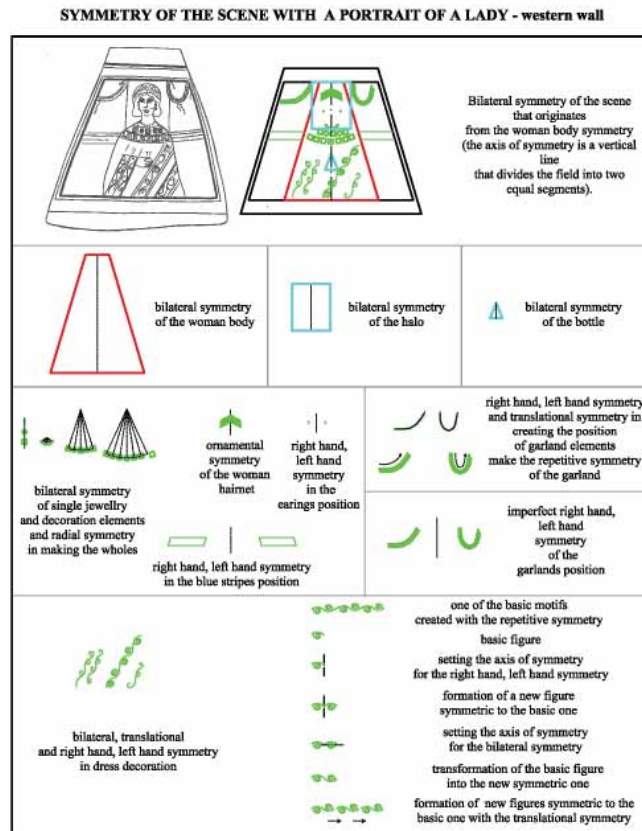 SYMMETRY OF THE SCENE WITH A PORTRAIT OF A LADY - western wall
Bilateral symmetry of the scene
that originates
from the woman body symmetry
(the axis of symmetry is a vertical
line
that divides the field into two
equal segments).
bilateral symmetry
of the woman body
bilateral symmetry
of the halo
bilateral symmetry
of the bottle
bilateral symmetry
of single jewellry
and decoration elements
and radial symmetry
in making the wholes
ornamental
symmetry
of the woman
hairnet
right hand,
left hand
symmetry
in the
earings position
right hand, left hand symmetry
in the blue stripes position
right hand, left hand symmetry
and translational symmetry in
creating the position
of garland elements
make the repetitive symmetry
of the garland
imperfect right hand,
left hand
symmetry
of the
garlands position
bilateral, translational
and right hand, left hand symmetry
in dress decoration
one of the basic motifs
created with the repetitive symmetry
basic figure
setting the axis of symmetry
for the right hand, left hand symmetry
formation of a new figure
symmetric to the basic one
setting the axis of symmetry
for the bilateral symmetry
transformation of the basic figure
into the new symmetric one
formation of new figures symmetric to the
basic one with the translational symmetry